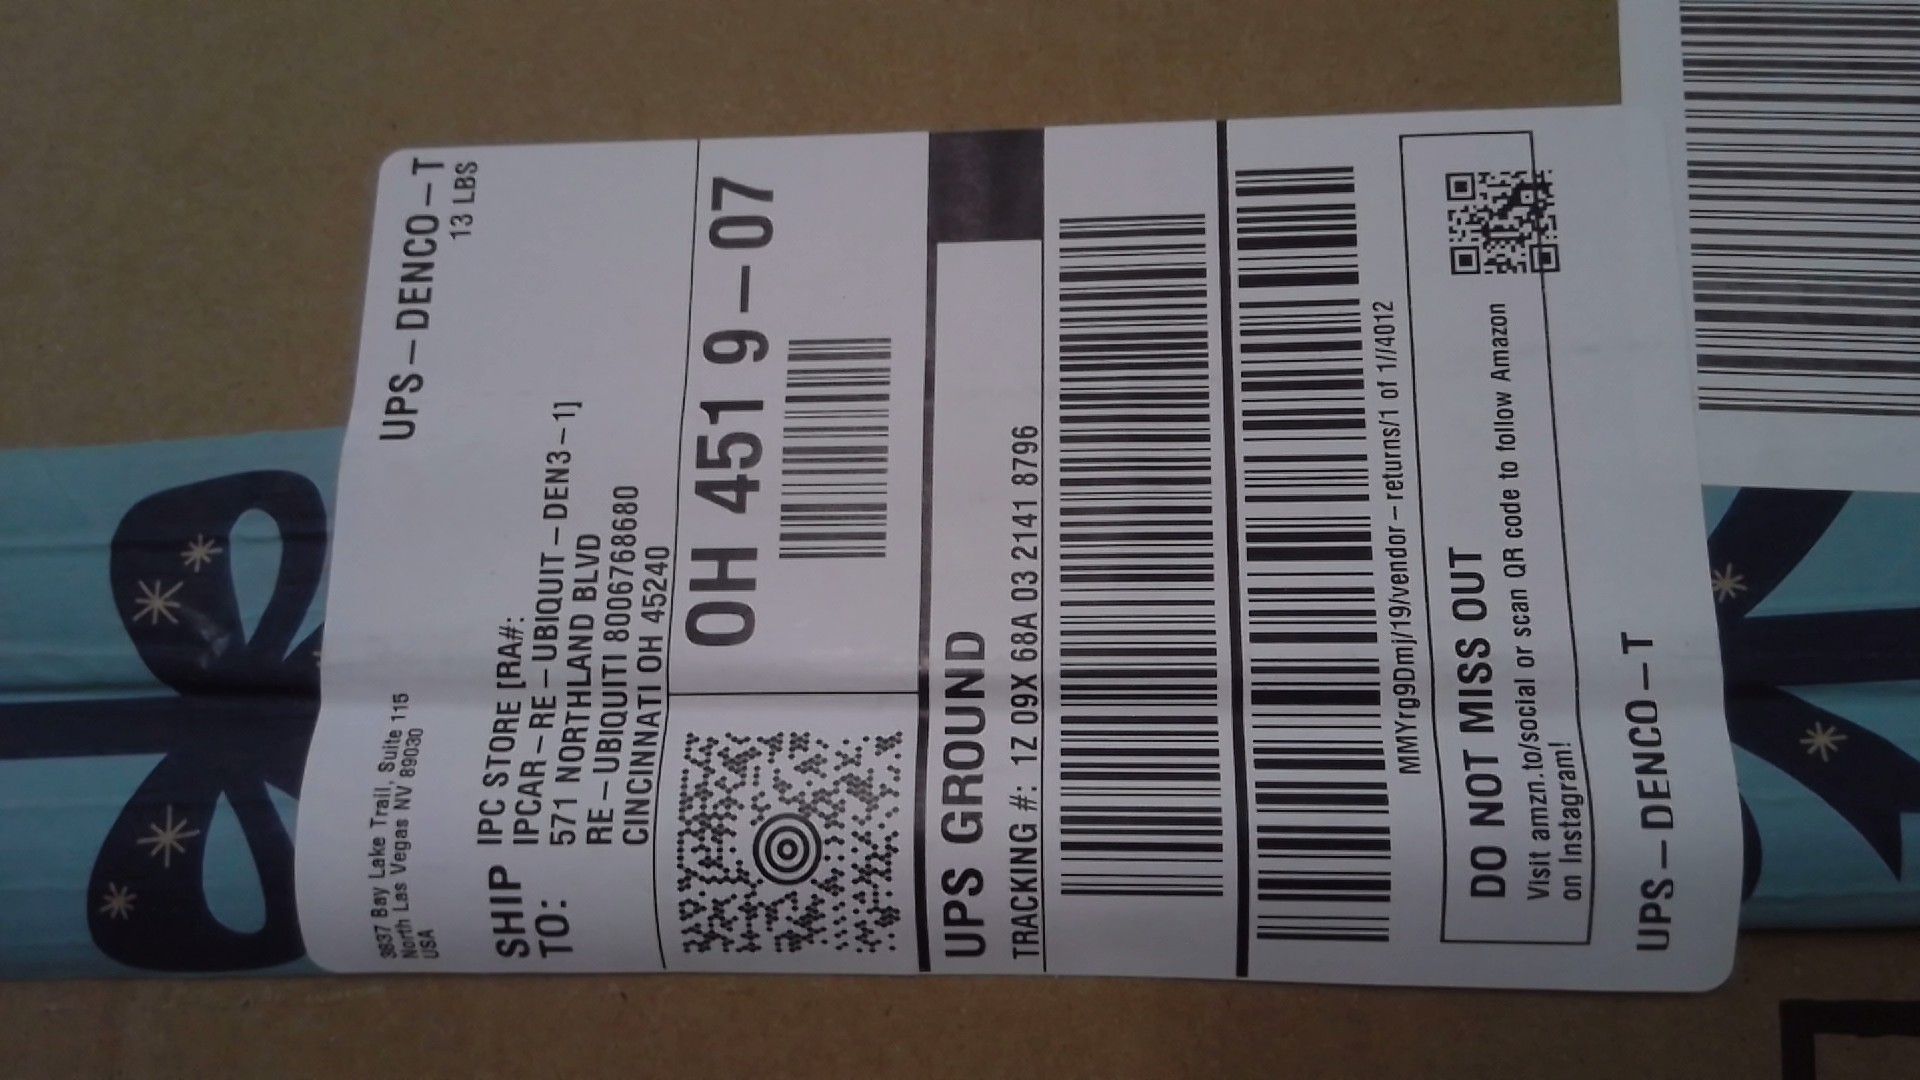 3837 Bay Lake Trail, Suite 115
North Las Vegas NV 89030
USA
UPS-DENCO-T
13 LBS
SHIP TO:
IPC STORE [RA#:
IPCAR-RE-UBIQUIT-DEN3-1]
571 NORTHLAND BLVD
RE-UBIQUITI 8006768680
CINCINNATI OH 45240
OH 451 9-07
UPS GROUND
TRACKING #: 1Z 09X 68A 03 2141 8796
MMYrg9Dmj/19/vendor-returns/1 of 1//4012
DO NOT MISS OUT
Visit amzn.to/social or scan QR code to follow Amazon
on Instagram!
UPS-DENCO-T